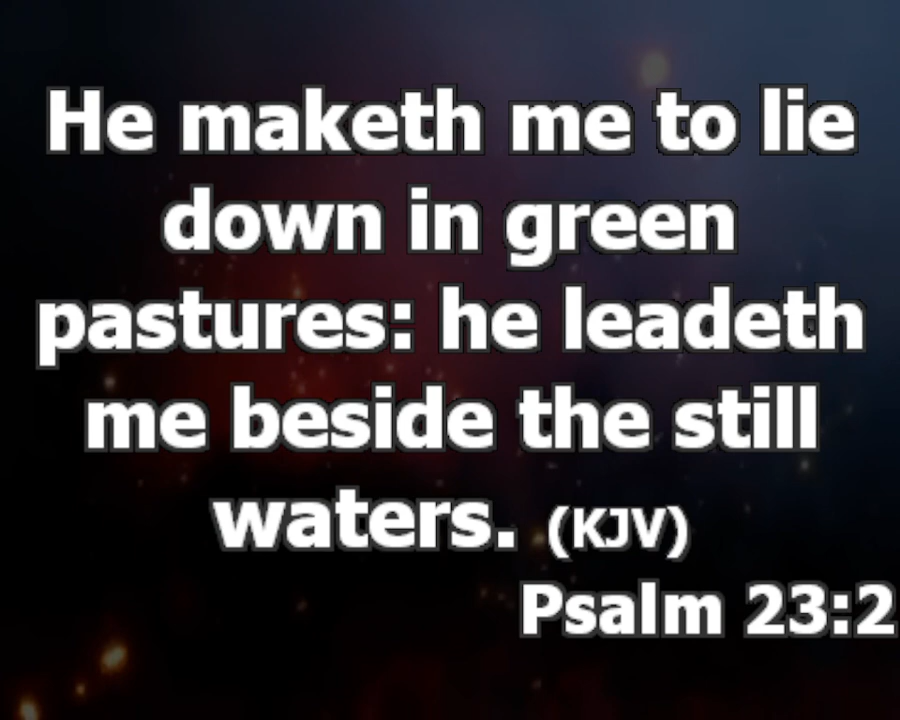 He maketh me to lie
down in green
pastures: he leadeth
me beside the still
waters. (KJV)
Psalm 23:2